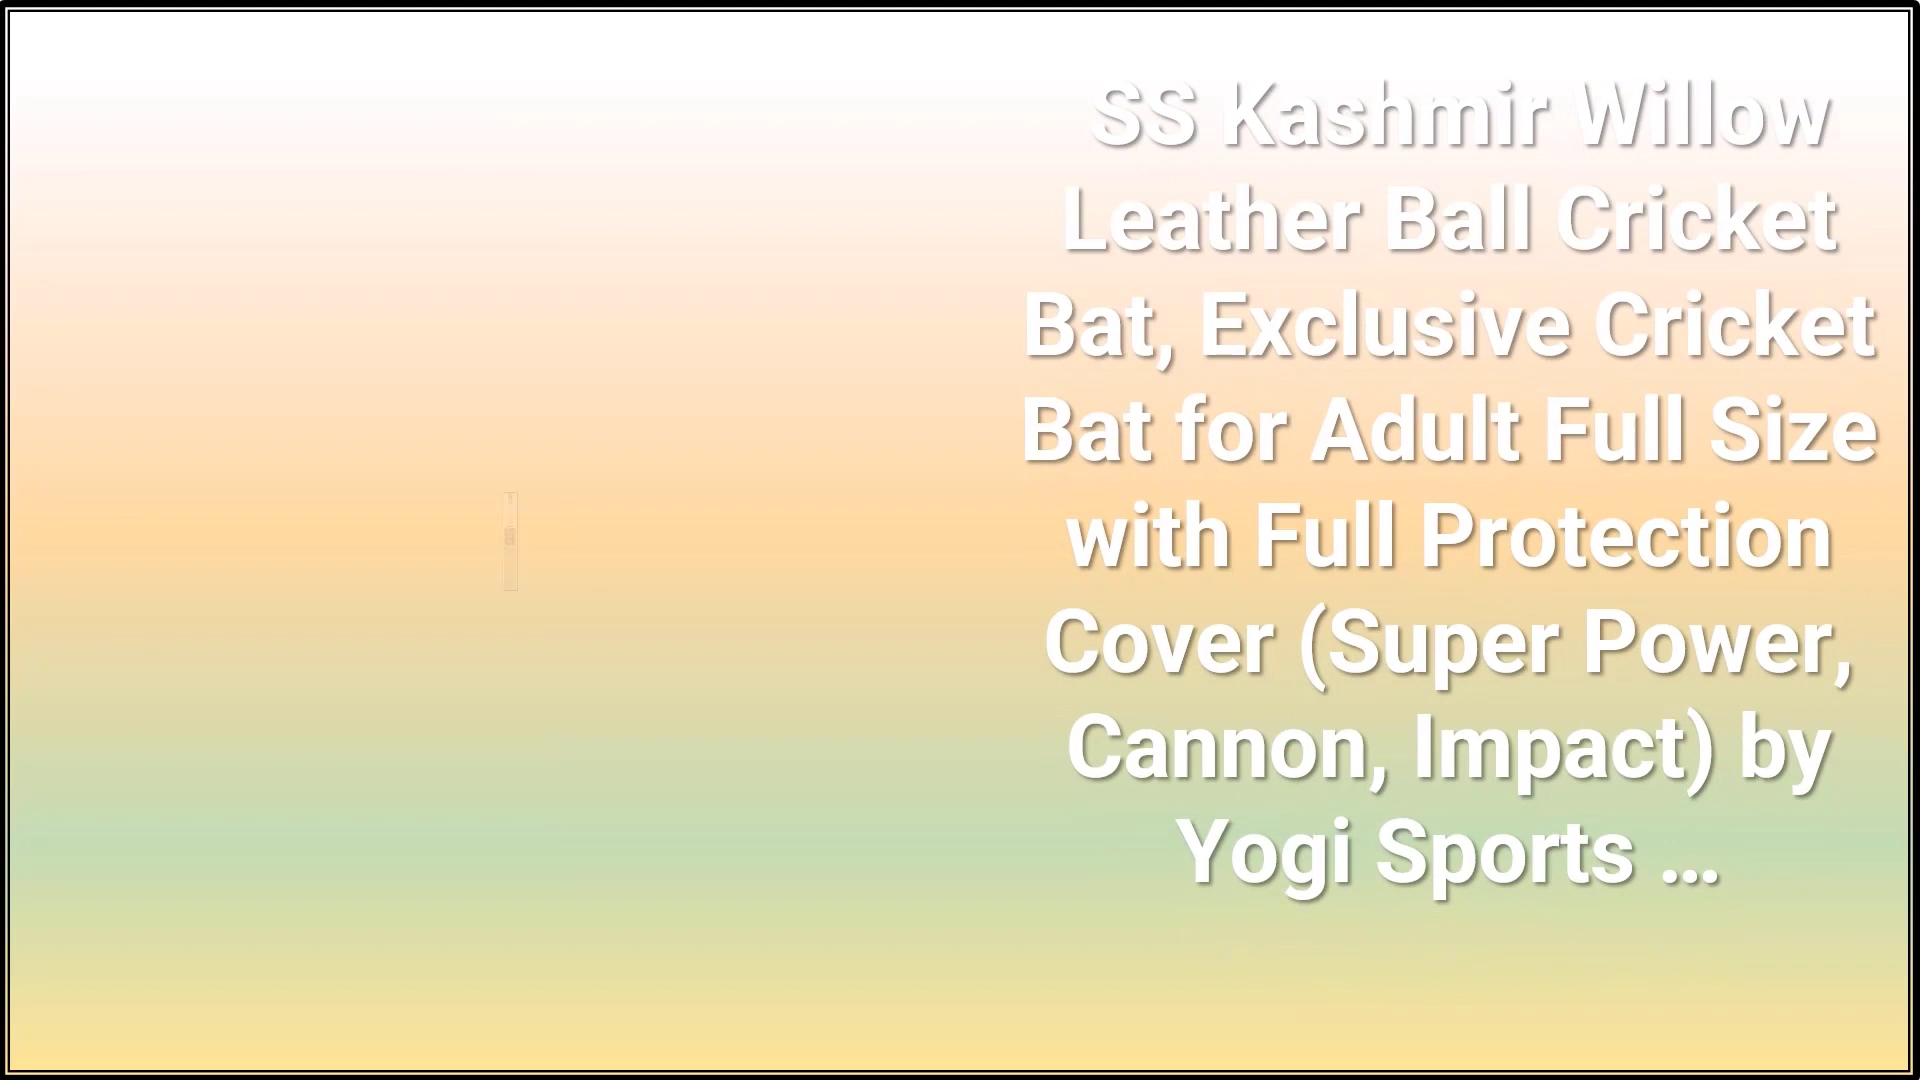 SS Kashmir Willow
Leather Ball Cricket
Bat, Exclusive Cricket
Bat for Adult Full Size
with Full Protection
Cover (Super Power,
Cannon, Impact) by
Yogi Sports ...